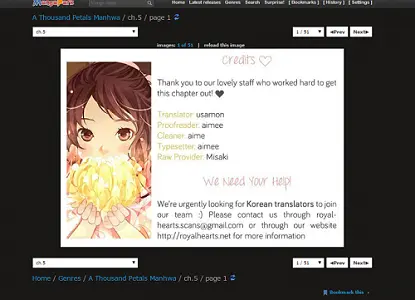 MangaPark
Home Latest releases Genres Search Surprise! [ Bookmarks ] [ History ] [ Settings ]
A Thousand Petals Manhwa / ch.5 / page 1
ch.5 1 / 51 ◄Prev Next►
images: 1 of 51 | reload this image
Credits ♡
Thank you to our lovely staff who worked hard to get
this chapter out! ♥
Translator: usamon
Proofreader: aimee
Cleaner: aime
Typesetter: aimee
Raw Provider: Misaki
We Need Your Help!
We're urgently looking for Korean translators to join
our team :) Please contact us through royal-
hearts.scans@gmail.com or through our website
http://royalhearts.net for more information
ch.5 1 / 51 ◄Prev Next►
Home / Genres / A Thousand Petals Manhwa / ch.5 / page 1
Bookmark this